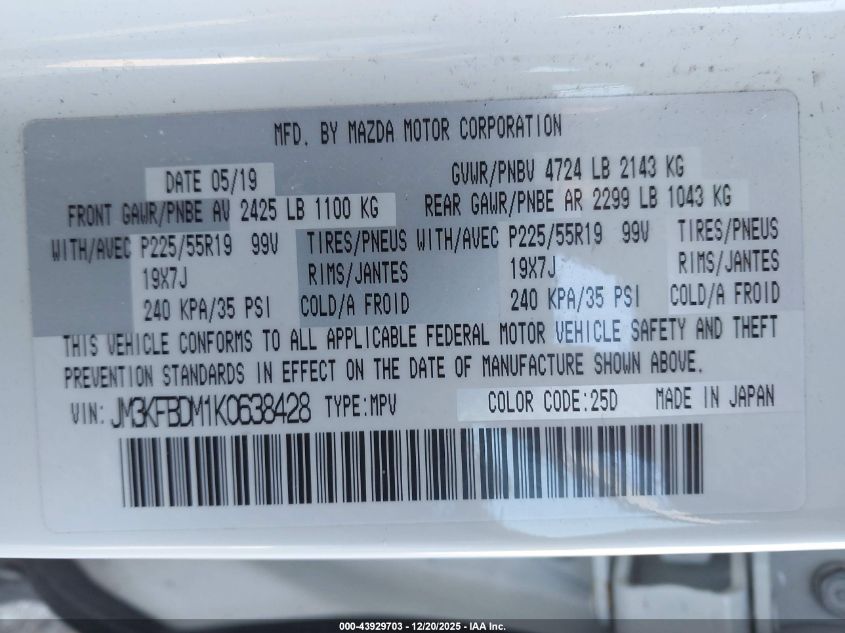 MFD. BY MAZDA MOTOR CORPORATION
DATE 05/19 GVWR/PNBV 4724 LB 2143 KG
FRONT GAWR/PNBE AV 2425 LB 1100 KG REAR GAWR/PNBE AR 2299 LB 1043 KG
WITH/AVEC P225/55R19 99V TIRES/PNEUS WITH/AVEC P225/55R19 99V TIRES/PNEUS
19X7J RIMS/JANTES 19X7J RIMS/JANTES
240 KPA/35 PSI COLD/A FROID 240 KPA/35 PSI COLD/A FROID
THIS VEHICLE CONFORMS TO ALL APPLICABLE FEDERAL MOTOR VEHICLE SAFETY AND THEFT
PREVENTION STANDARDS IN EFFECT ON THE DATE OF MANUFACTURE SHOWN ABOVE.
VIN: JM3KFBDM1K0638428 TYPE:MPV COLOR CODE:25D MADE IN JAPAN
000-43929703 — 12/20/2025 - IAA Inc.